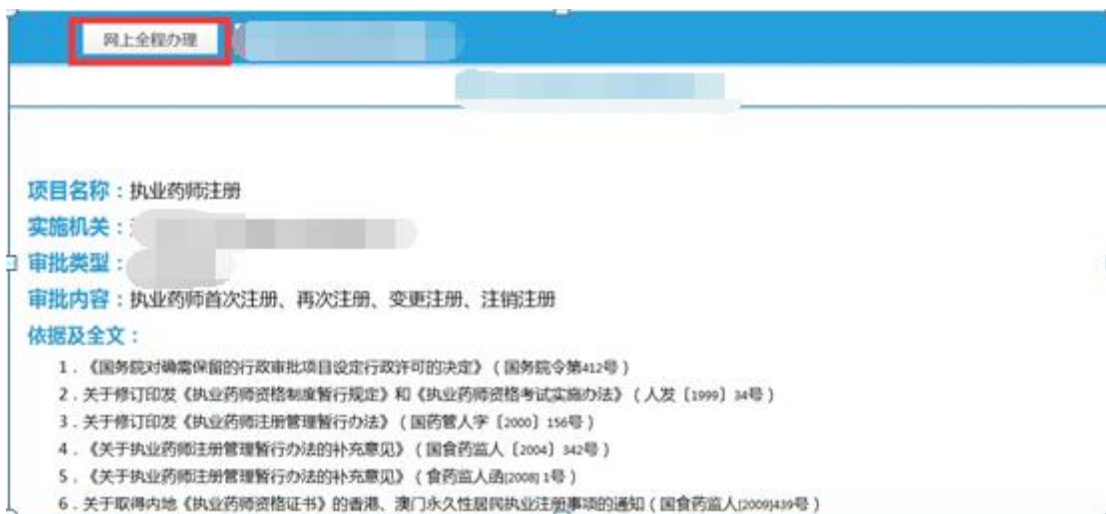 网上全程办理
项目名称：执业药师注册
实施机关：
审批类型：
审批内容：执业药师首次注册、再次注册、变更注册、注销注册
依据及全文：
1．《国务院对确需保留的行政审批项目设定行政许可的决定》（国务院令第412号）
2．关于修订印发《执业药师资格制度暂行规定》和《执业药师资格考试实施办法》（人发〔1999〕34号）
3．关于修订印发《执业药师注册管理暂行办法》（国药管人字〔2000〕156号）
4．《关于执业药师注册管理暂行办法的补充意见》（国食药监人〔2004〕342号）
5．《关于执业药师注册管理暂行办法的补充意见》（食药监人函[2008] 1号）
6．关于取得内地《执业药师资格证书》的香港、澳门永久性居民执业注册事项的通知（国食药监人[2009]439号）